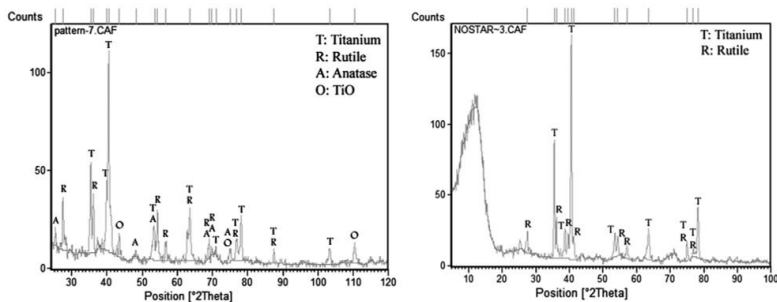 Counts
pattern-7.CAF
T: Titanium
R: Rutile
A: Anatase
O: TiO
100
50
0
T
A
R
T
R
T
O
A
T
A
R
R
T
R
R
A
R
A
T
A
O
T
R
T
T
R
T
O
30 40 50 60 70 80 90 100 110 120
Position [°2Theta]
Counts
NOSTAR~3.CAF
T: Titanium
R: Rutile
150
100
50
0
T
T
R
R
T
R
R
R
T
R
R
T
T
R
T
R
T
10 20 30 40 50 60 70 80 90 100
Position [°2Theta]